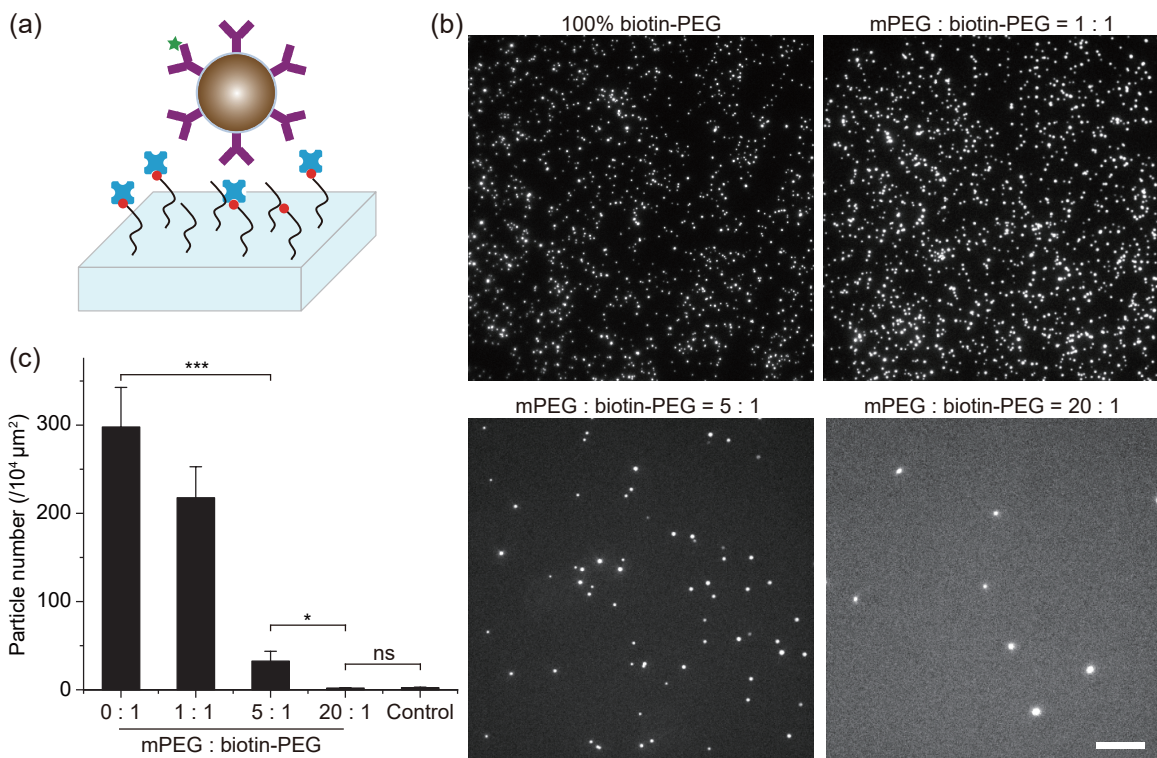 (a)
(b)
100% biotin-PEG
mPEG : biotin-PEG = 1 : 1
mPEG : biotin-PEG = 5 : 1
mPEG : biotin-PEG = 20 : 1
(c)
Particle number (/10⁴ µm²)
300
200
100
0
***
*
ns
0 : 1
1 : 1
5 : 1
20 : 1
Control
mPEG : biotin-PEG